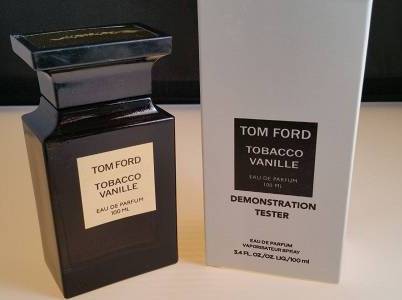 TOM FORD
TOBACCO
VANILLE
EAU DE PARFUM
100 ML
TOM FORD
TOBACCO
VANILLE
EAU DE PARFUM
100 ML
DEMONSTRATION
TESTER
EAU DE PARFUM
VAPORISATEUR SPRAY
3.4 FL. OZ./OZ. LIQ./100 ml